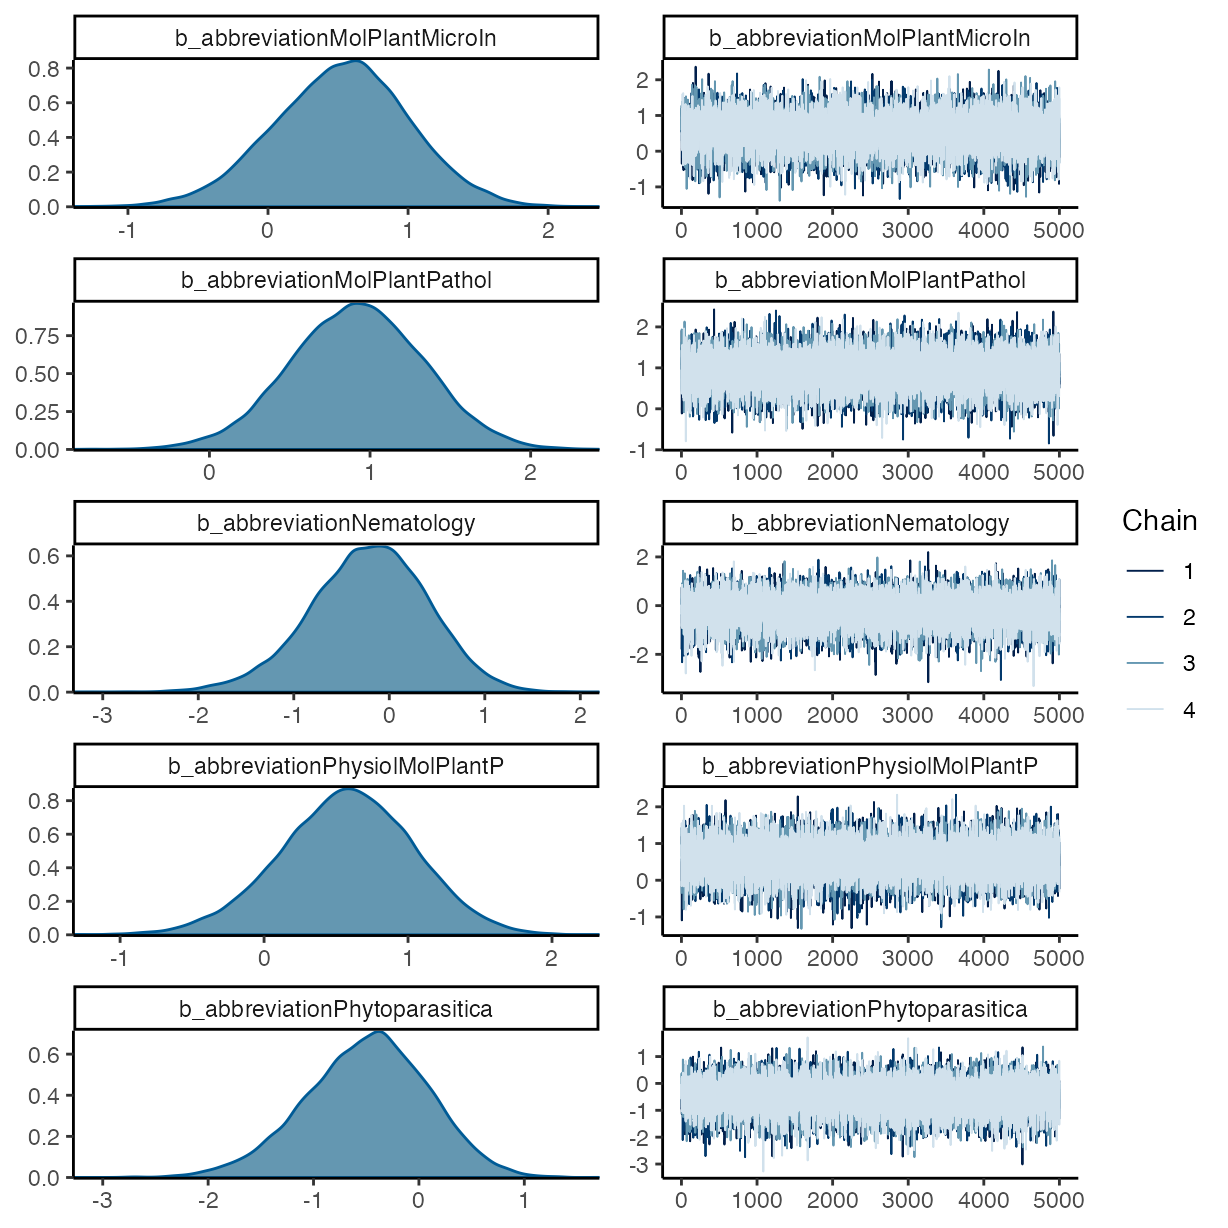 b_abbreviationMolPlantMicroIn
0.8
0.6
0.4
0.2
0.0
-1 0 1 2
b_abbreviationMolPlantMicroIn
2
1
0
-1
0 1000 2000 3000 4000 5000
b_abbreviationMolPlantPathol
0.75
0.50
0.25
0.00
0 1 2
b_abbreviationMolPlantPathol
2
1
0
-1
0 1000 2000 3000 4000 5000
b_abbreviationNematology
0.6
0.4
0.2
0.0
-3 -2 -1 0 1 2
b_abbreviationNematology
2
0
-2
0 1000 2000 3000 4000 5000
b_abbreviationPhysiolMolPlantP
0.8
0.6
0.4
0.2
0.0
-1 0 1 2
b_abbreviationPhysiolMolPlantP
2
1
0
-1
0 1000 2000 3000 4000 5000
b_abbreviationPhytoparasitica
0.6
0.4
0.2
0.0
-3 -2 -1 0 1
b_abbreviationPhytoparasitica
1
0
-1
-2
-3
0 1000 2000 3000 4000 5000
Chain
1
2
3
4